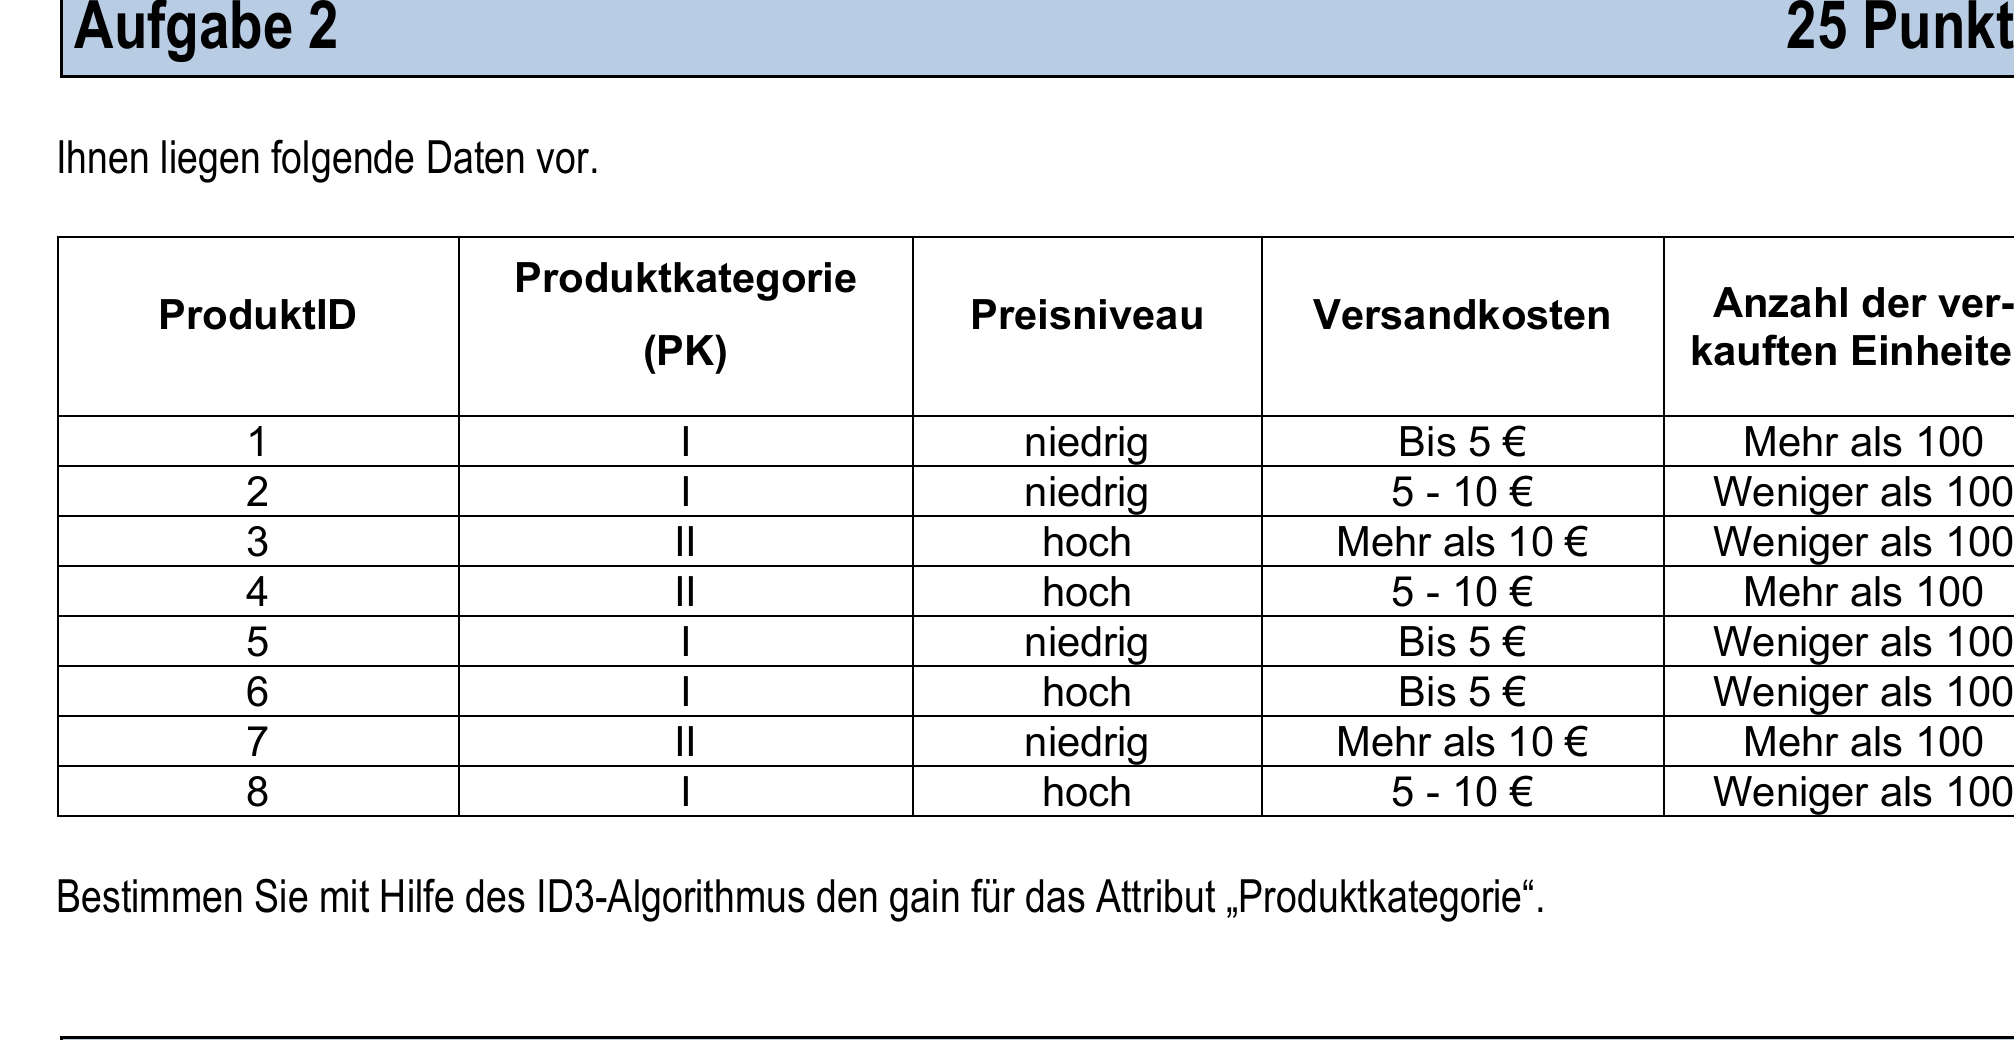 Aufgabe 2 25 Punkt
Ihnen liegen folgende Daten vor.
ProduktID Produktkategorie (PK) Preisniveau Versandkosten Anzahl der ver-
kauften Einheite
1 I niedrig Bis 5 € Mehr als 100
2 I niedrig 5 - 10 € Weniger als 100
3 II hoch Mehr als 10 € Weniger als 100
4 II hoch 5 - 10 € Mehr als 100
5 I niedrig Bis 5 € Weniger als 100
6 I hoch Bis 5 € Weniger als 100
7 II niedrig Mehr als 10 € Mehr als 100
8 I hoch 5 - 10 € Weniger als 100
Bestimmen Sie mit Hilfe des ID3-Algorithmus den gain für das Attribut „Produktkategorie“.